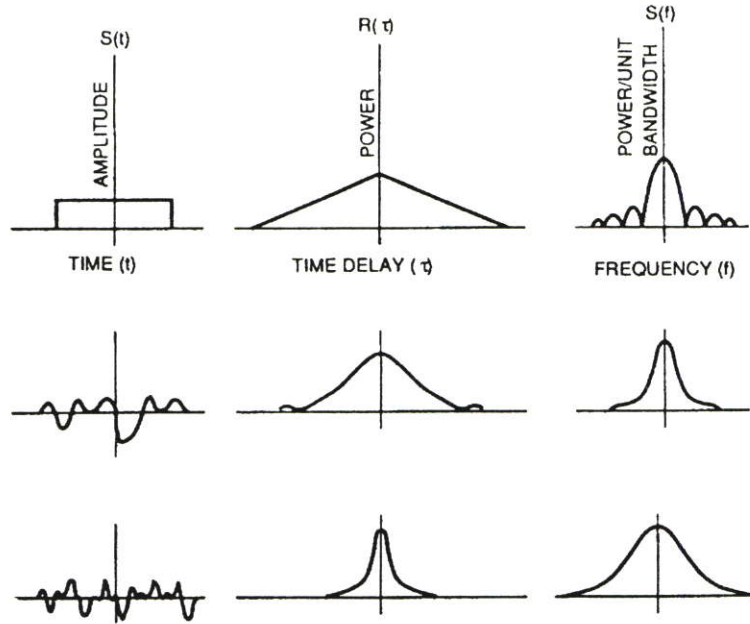 S(t)
AMPLITUDE
TIME (t)
R(τ)
POWER
TIME DELAY (τ)
S(f)
POWER/UNIT
BANDWIDTH
FREQUENCY (f)